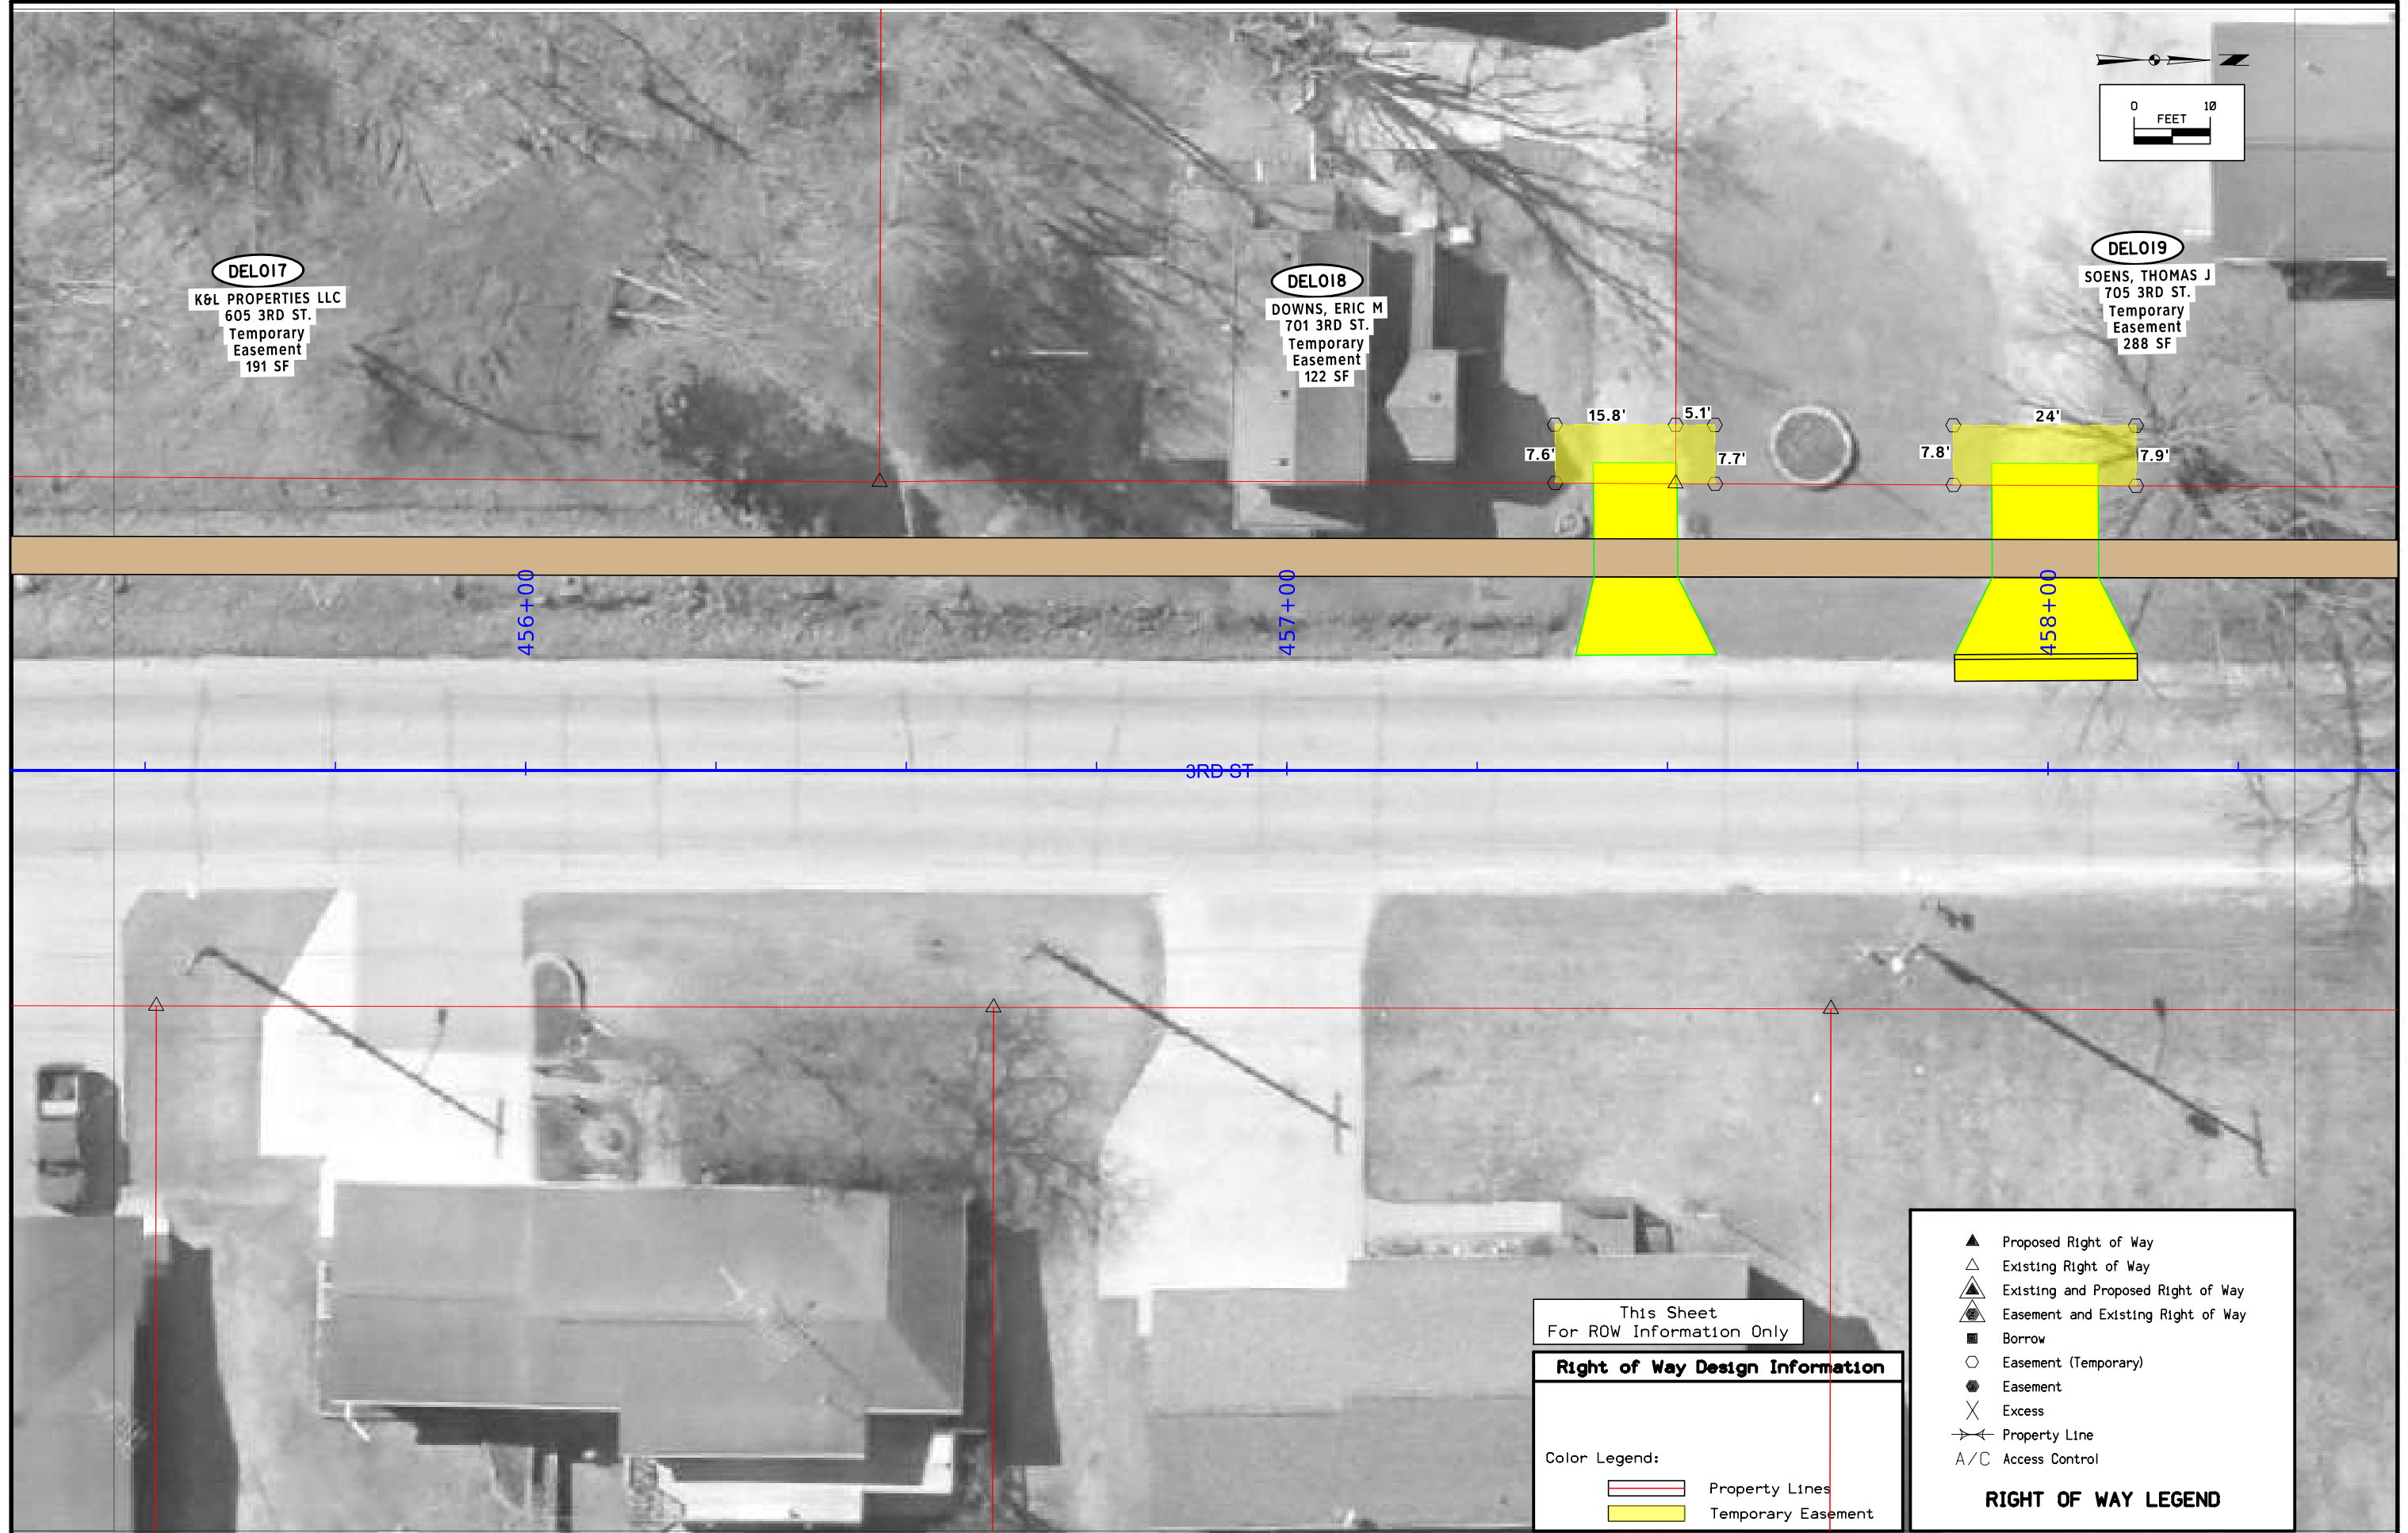 0 10
FEET
DEL017
K&L PROPERTIES LLC
605 3RD ST.
Temporary
Easement
191 SF
DEL018
DOWNS, ERIC M
701 3RD ST.
Temporary
Easement
122 SF
DEL019
SOENS, THOMAS J
705 3RD ST.
Temporary
Easement
288 SF
15.8'
5.1'
7.6'
7.7'
24'
7.8'
7.9'
456+00
457+00
458+00
3RD ST
This Sheet
For ROW Information Only
Right of Way Design Information
Color Legend:
Property Lines
Temporary Easement
Proposed Right of Way
Existing Right of Way
Existing and Proposed Right of Way
Easement and Existing Right of Way
Borrow
Easement (Temporary)
Easement
Excess
Property Line
A/C Access Control
RIGHT OF WAY LEGEND